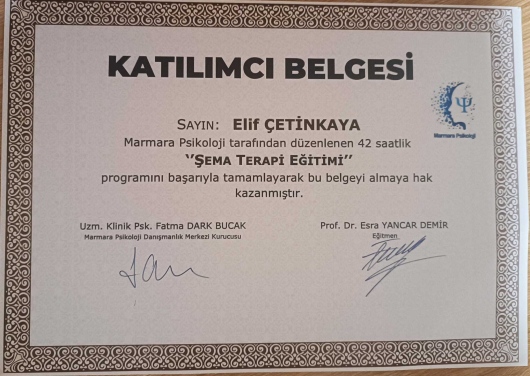 KATILIMCI BELGESİ
SAYIN: Elif ÇETİNKAYA
Marmara Psikoloji tarafından düzenlenen 42 saatlik
"ŞEMA TERAPİ EĞİTİMİ"
programını başarıyla tamamlayarak bu belgeyi almaya hak
kazanmıştır.
Ψ
Marmara Psikoloji
Uzm. Klinik Psk. Fatma DARK BUCAK
Marmara Psikoloji Danışmanlık Merkezi Kurucusu
Prof. Dr. Esra YANCAR DEMİR
Eğitmen